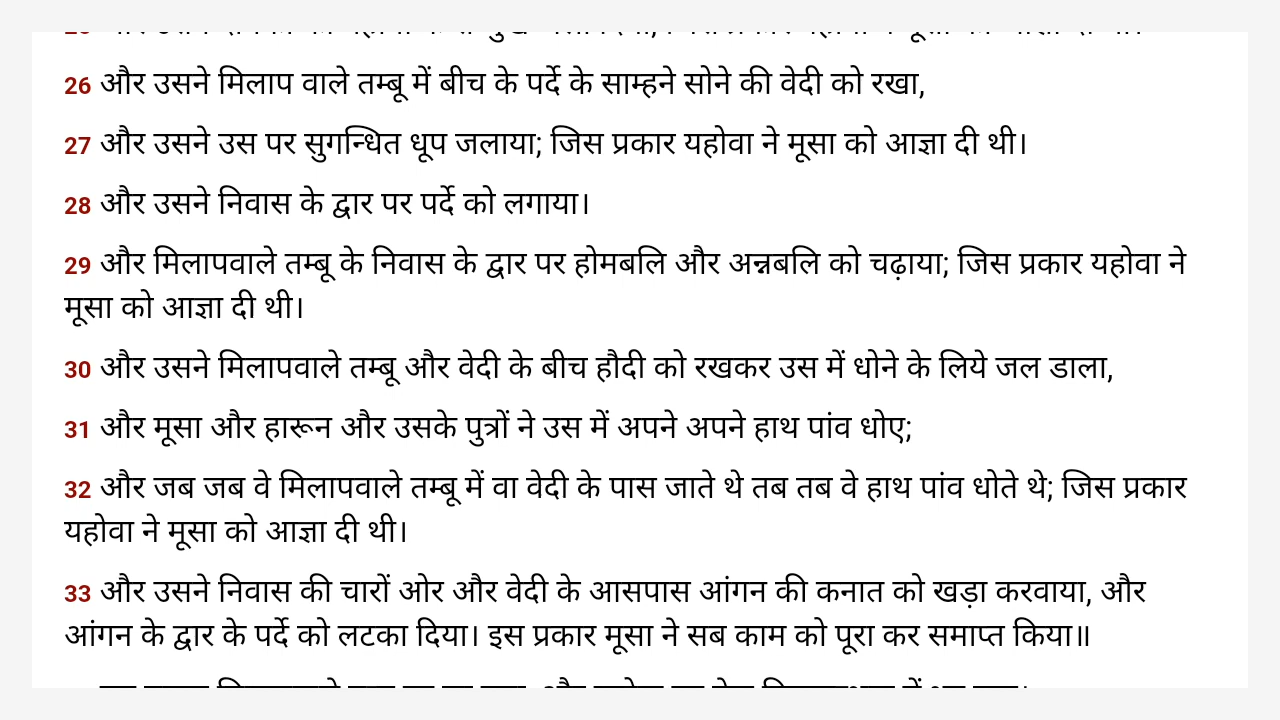 26 और उसने मिलाप वाले तम्बू में बीच के पर्दे के साम्हने सोने की वेदी को रखा,
27 और उसने उस पर सुगन्धित धूप जलाया; जिस प्रकार यहोवा ने मूसा को आज्ञा दी थी।
28 और उसने निवास के द्वार पर पर्दे को लगाया।
29 और मिलापवाले तम्बू के निवास के द्वार पर होमबलि और अन्नबलि को चढ़ाया; जिस प्रकार यहोवा ने
मूसा को आज्ञा दी थी।
30 और उसने मिलापवाले तम्बू और वेदी के बीच हौदी को रखकर उस में धोने के लिये जल डाला,
31 और मूसा और हारून और उसके पुत्रों ने उस में अपने अपने हाथ पांव धोए;
32 और जब जब वे मिलापवाले तम्बू में वा वेदी के पास जाते थे तब तब वे हाथ पांव धोते थे; जिस प्रकार
यहोवा ने मूसा को आज्ञा दी थी।
33 और उसने निवास की चारों ओर और वेदी के आसपास आंगन की कनात को खड़ा करवाया, और
आंगन के द्वार के पर्दे को लटका दिया। इस प्रकार मूसा ने सब काम को पूरा कर समाप्त किया॥